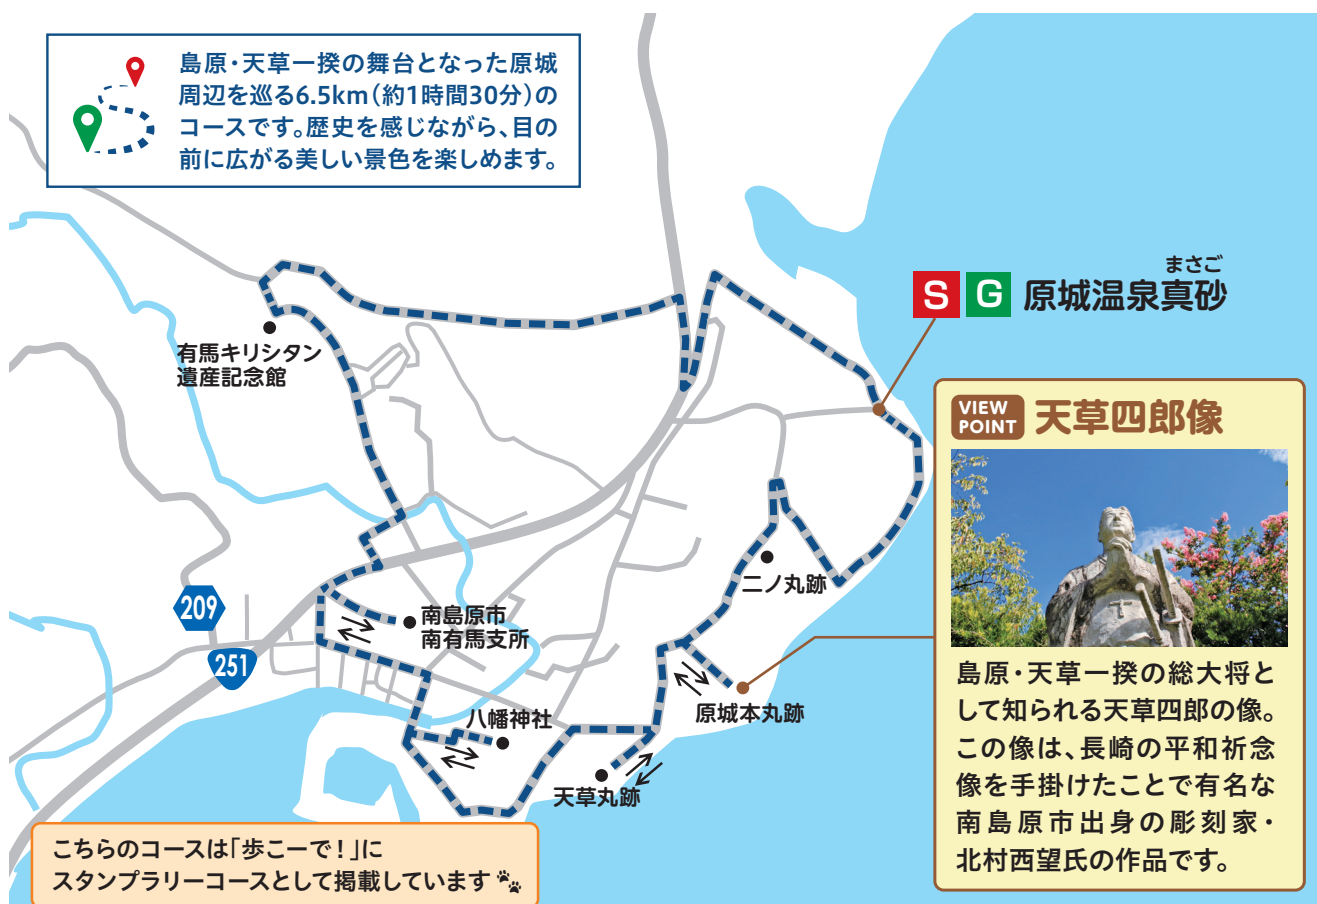 島原・天草一揆の舞台となった原城
周辺を巡る6.5km(約1時間30分)の
コースです。歴史を感じながら、目の
前に広がる美しい景色を楽しめます。
まさご
S G 原城温泉真砂
有馬キリシタン
遺産記念館
VIEW
POINT
天草四郎像
島原・天草一揆の総大将と
して知られる天草四郎の像。
この像は、長崎の平和祈念
像を手掛けたことで有名な
南島原市出身の彫刻家・
北村西望氏の作品です。
二ノ丸跡
209
南島原市
南有馬支所
251
原城本丸跡
八幡神社
天草丸跡
こちらのコースは「歩こーで!」に
スタンプラリーコースとして掲載しています